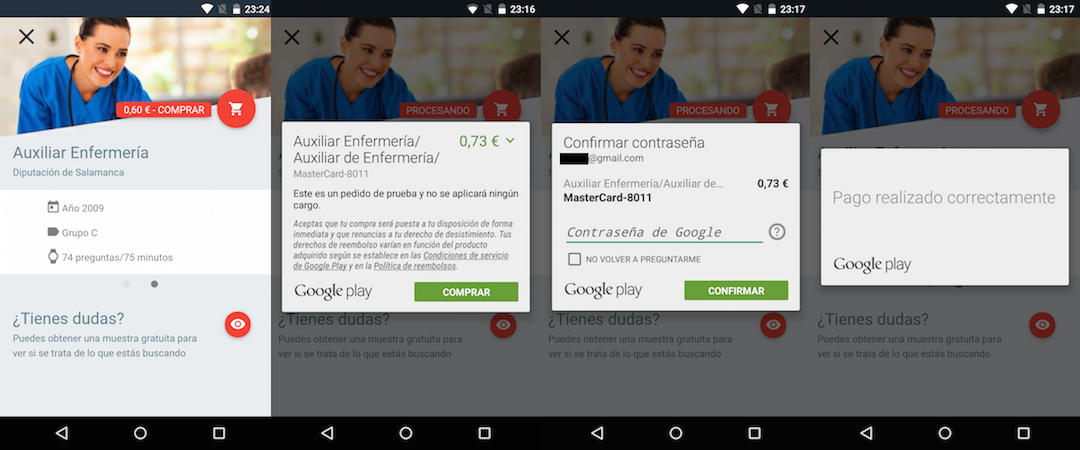 23:24
0,60 € - COMPRAR
Auxiliar Enfermería
Diputación de Salamanca
Año 2009
Grupo C
74 preguntas/75 minutos
¿Tienes dudas?
Puedes obtener una muestra gratuita para
ver si se trata de lo que estás buscando
23:16
PROCESANDO
Auxiliar Enfermería/
Auxiliar de Enfermería/
0,73 €
MasterCard-8011
Este es un pedido de prueba y no se aplicará ningún
cargo.
Aceptas que tu compra será puesta a tu disposición de forma
inmediata y que renuncias a tu derecho de desistimiento. Tus
derechos de reembolso varían en función del producto
adquirido según se establece en las Condiciones de servicio
de Google Play y en la Política de reembolsos.
Google play
COMPRAR
¿Tienes dudas?
Puedes obtener una muestra gratuita para
ver si se trata de lo que estás buscando
23:17
PROCESANDO
Confirmar contraseña
@gmail.com
Auxiliar Enfermería/Auxiliar de...
0,73 €
MasterCard-8011
Contraseña de Google
NO VOLVER A PREGUNTARME
Google play
CONFIRMAR
¿Tienes dudas?
Puedes obtener una muestra gratuita para
ver si se trata de lo que estás buscando
23:17
PROCESANDO
Pago realizado correctamente
Google play
¿Tienes dudas?
Puedes obtener una muestra gratuita para
ver si se trata de lo que estás buscando